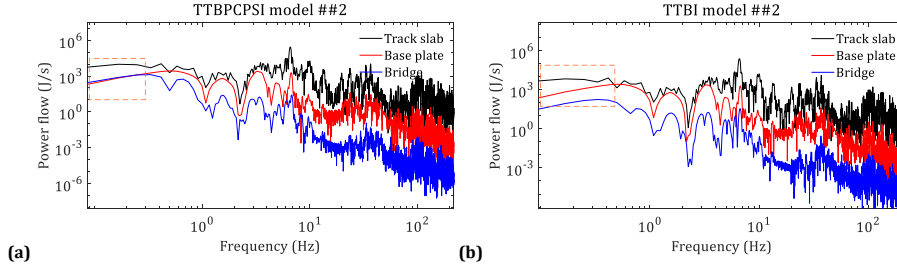 TTBPCPSI model ##2
10^6
10^3
10^0
10^-3
10^-6
Power flow (J/s)
Track slab
Base plate
Bridge
10^0
10^1
10^2
Frequency (Hz)
(a)
TTBI model ##2
10^6
10^3
10^0
10^-3
Power flow (J/s)
Track slab
Base plate
Bridge
10^0
10^1
10^2
Frequency (Hz)
(b)